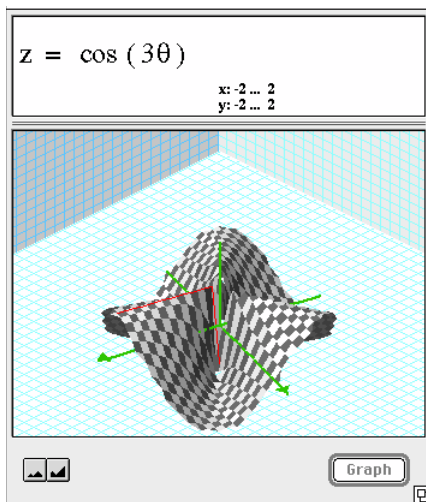 z = cos (3θ)
x: -2 ... 2
y: -2 ... 2
Graph